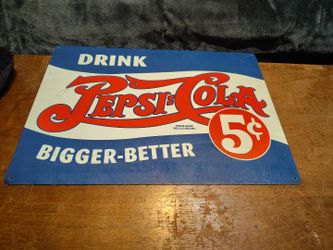 DRINK
PEPSI:COLA
5¢
BIGGER-BETTER